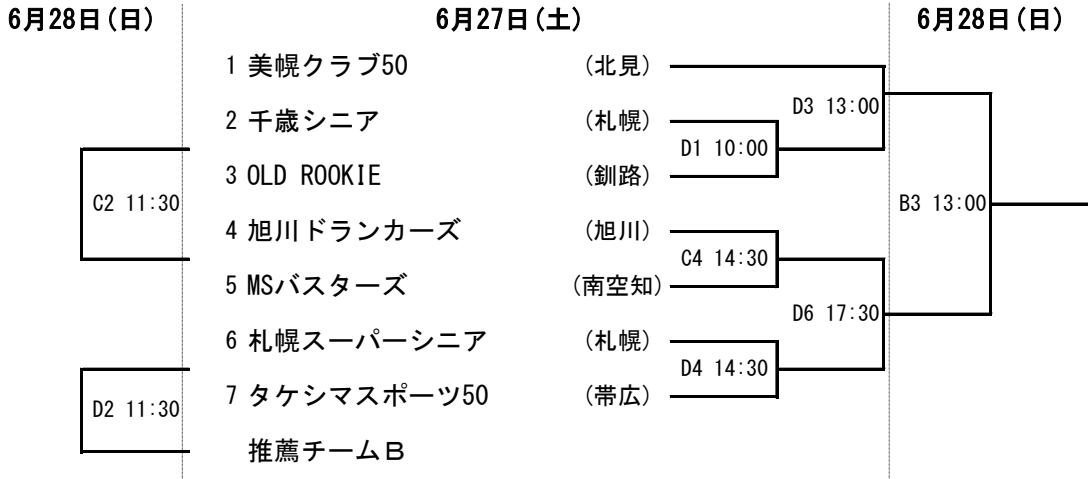 6月28日(日) 6月27日(土) 6月28日(日)
1 美幌クラブ50 (北見)
D3 13:00
2 千歳シニア (札幌)
D1 10:00
3 OLD ROOKIE (釧路)
C2 11:30 B3 13:00
4 旭川ドランカーズ (旭川)
C4 14:30
5 MSバスターズ (南空知)
D6 17:30
6 札幌スーパーシニア (札幌)
D4 14:30
7 タケシマスポーツ50 (帯広)
D2 11:30
推薦チームB